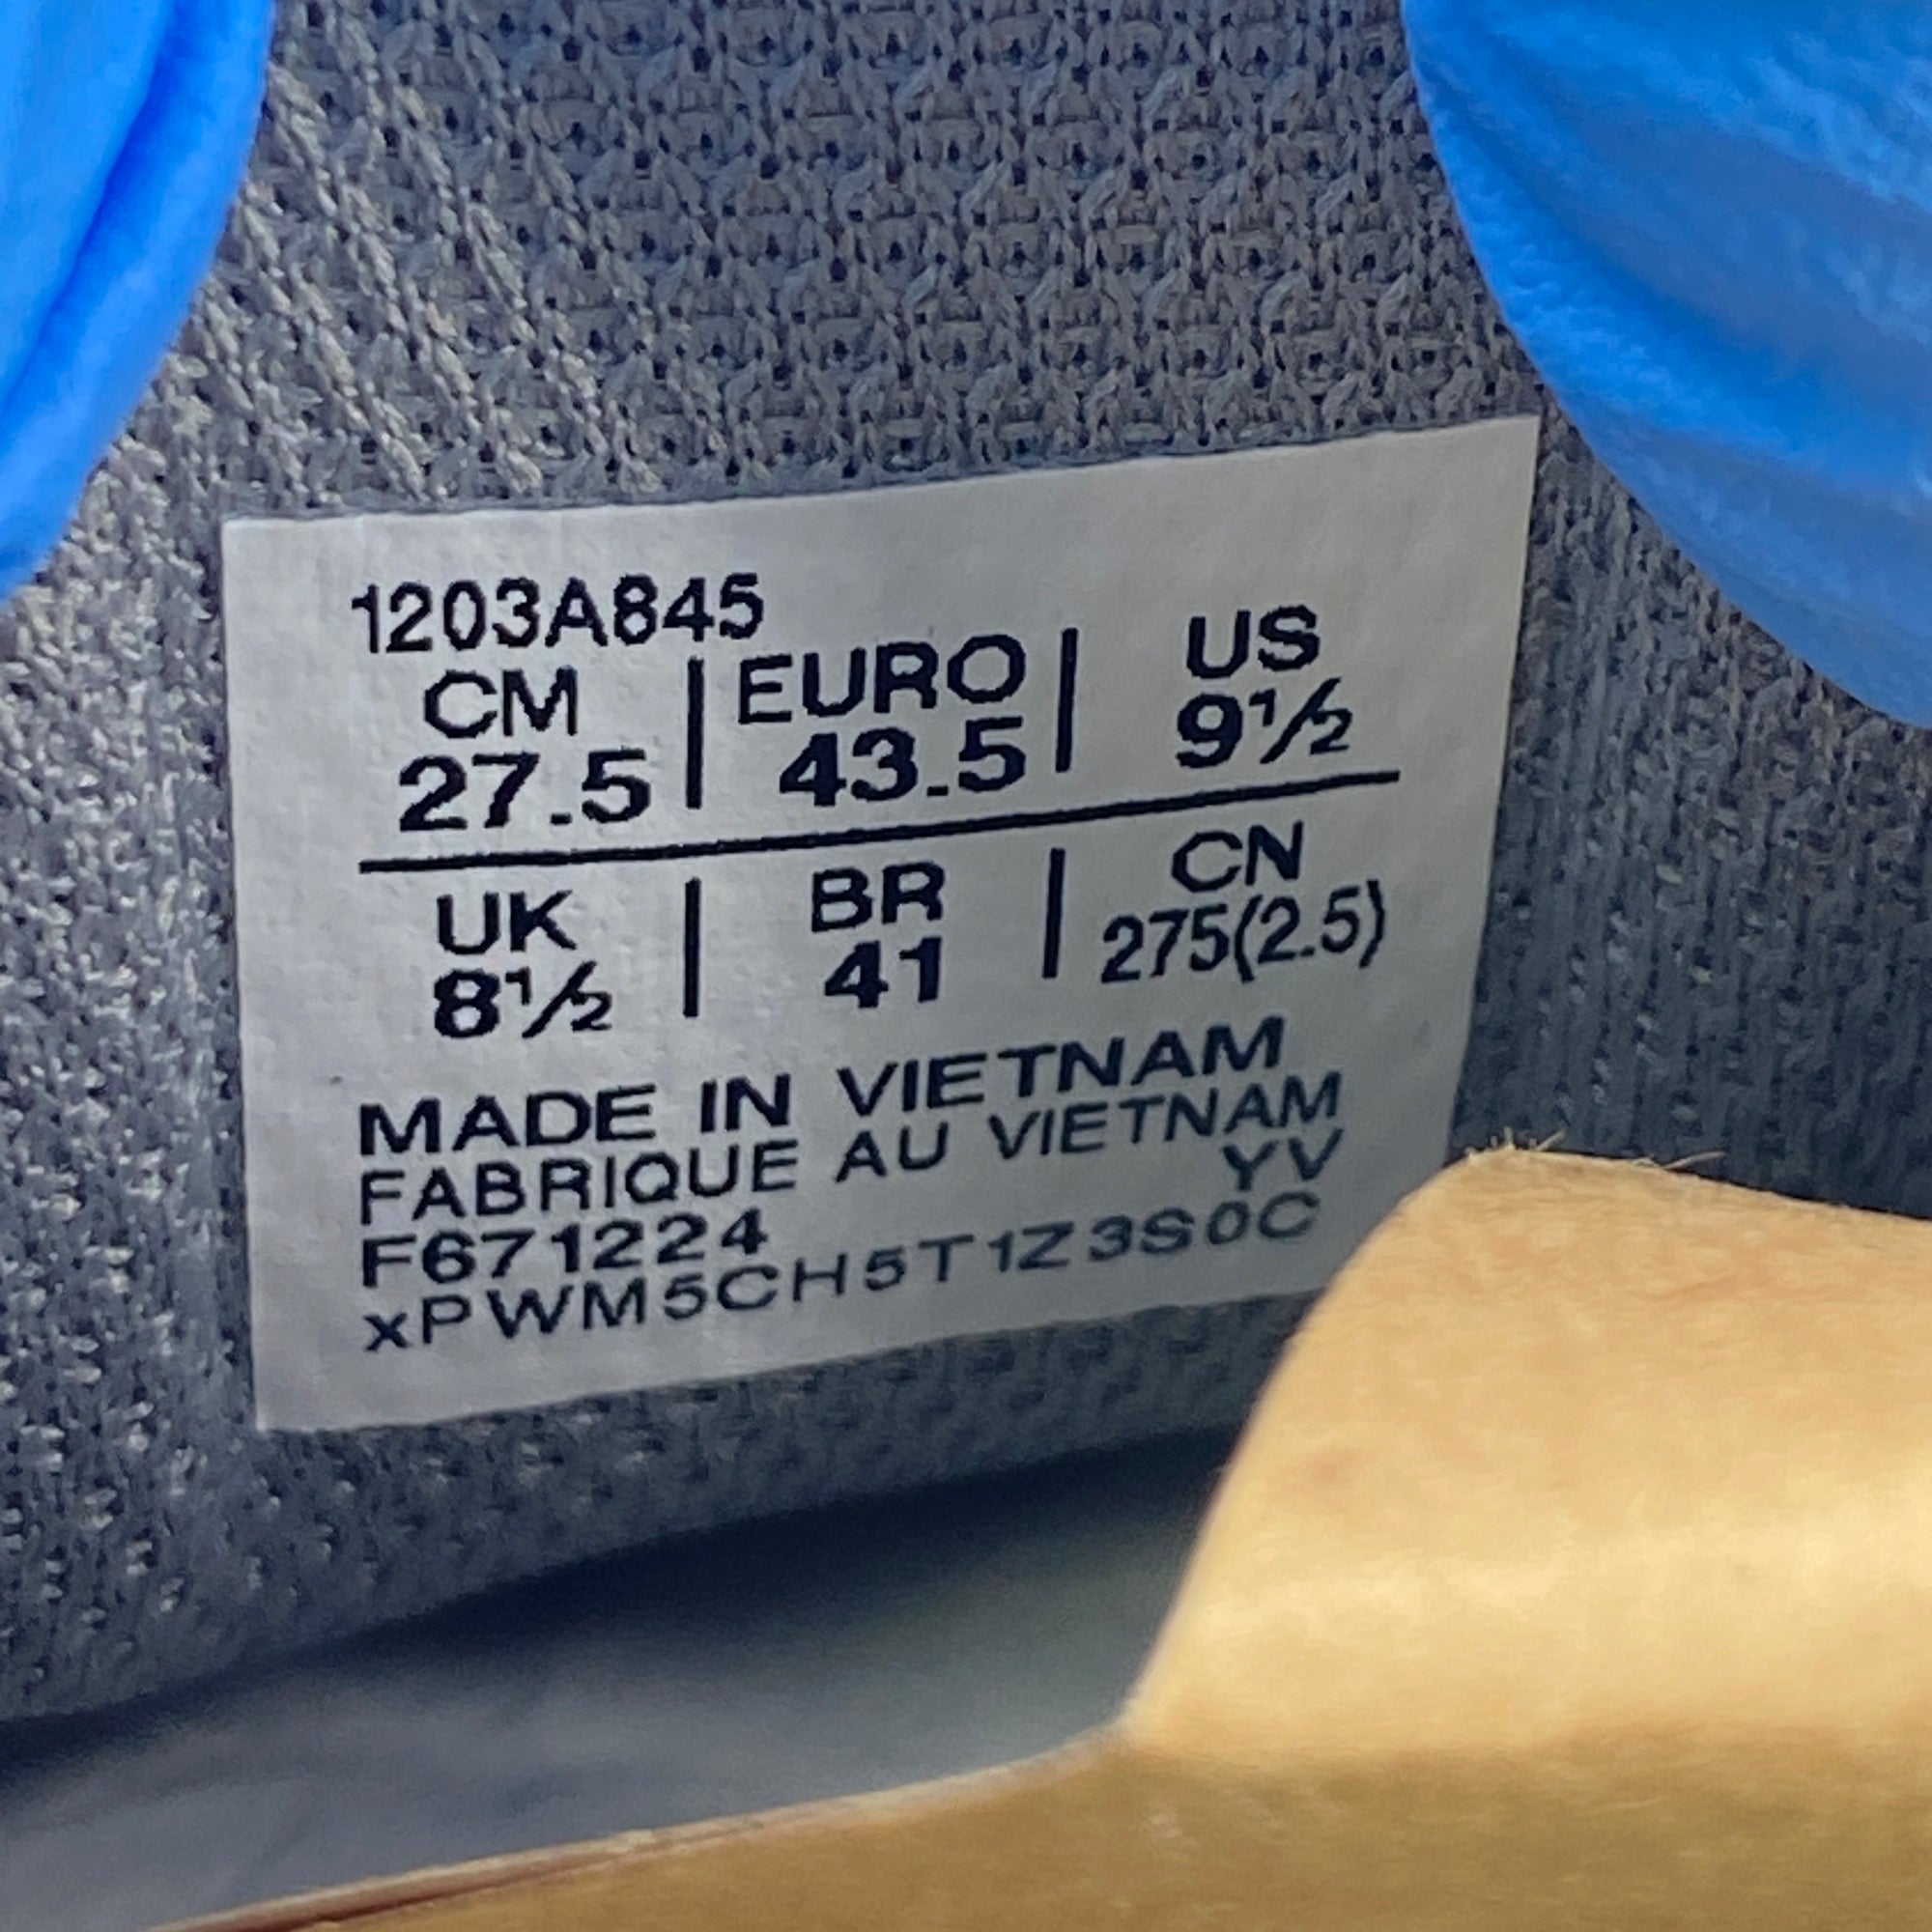 1203A845
CM | EURO | US
27.5 | 43.5 | 9½
UK | BR | CN
8½ | 41 | 275(2.5)
MADE IN VIETNAM
FABRIQUE AU VIETNAM
YV
F671224
xPWM5CH5T1Z3S0C